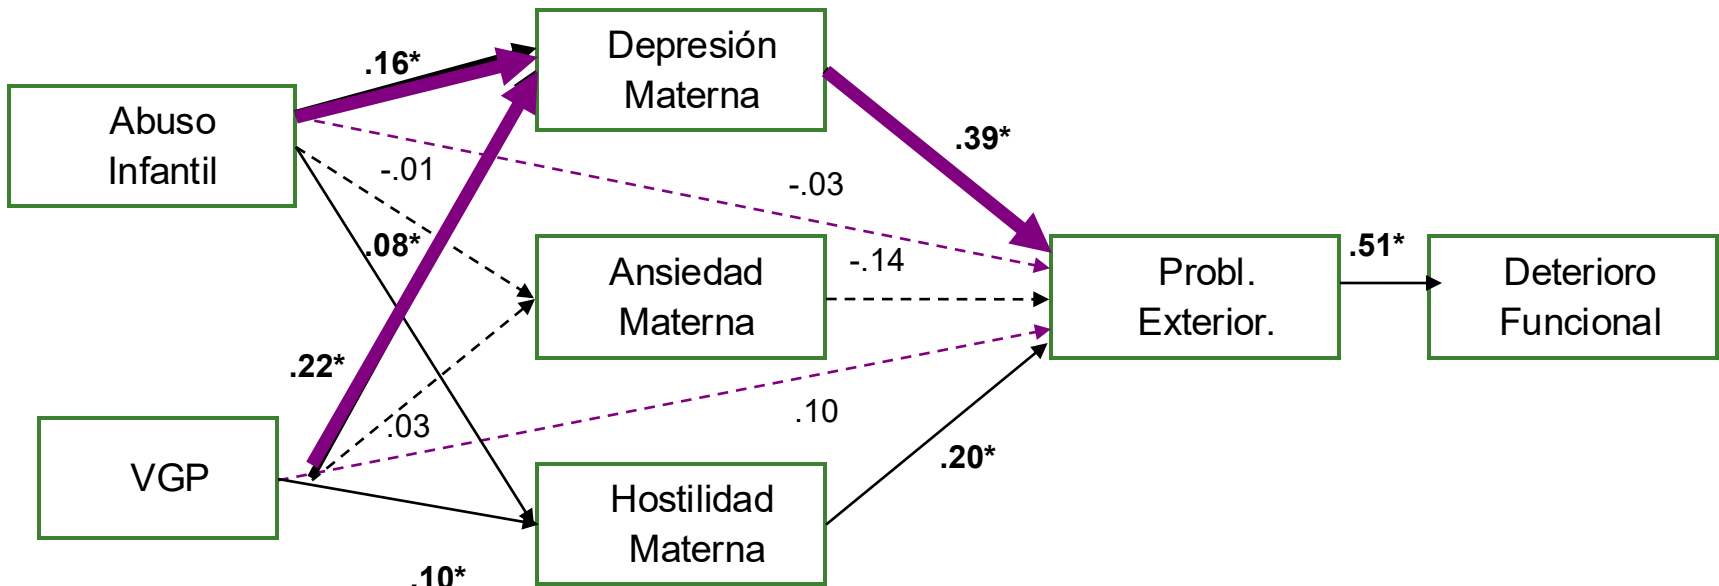 Depresión
Materna
.16*
Abuso
Infantil
.39*
-.01
-.03
.08*
-.14
.51*
Ansiedad
Materna
Probl.
Exterior.
Deterioro
Funcional
.22*
.03
.10
.20*
VGP
Hostilidad
Materna
.10*